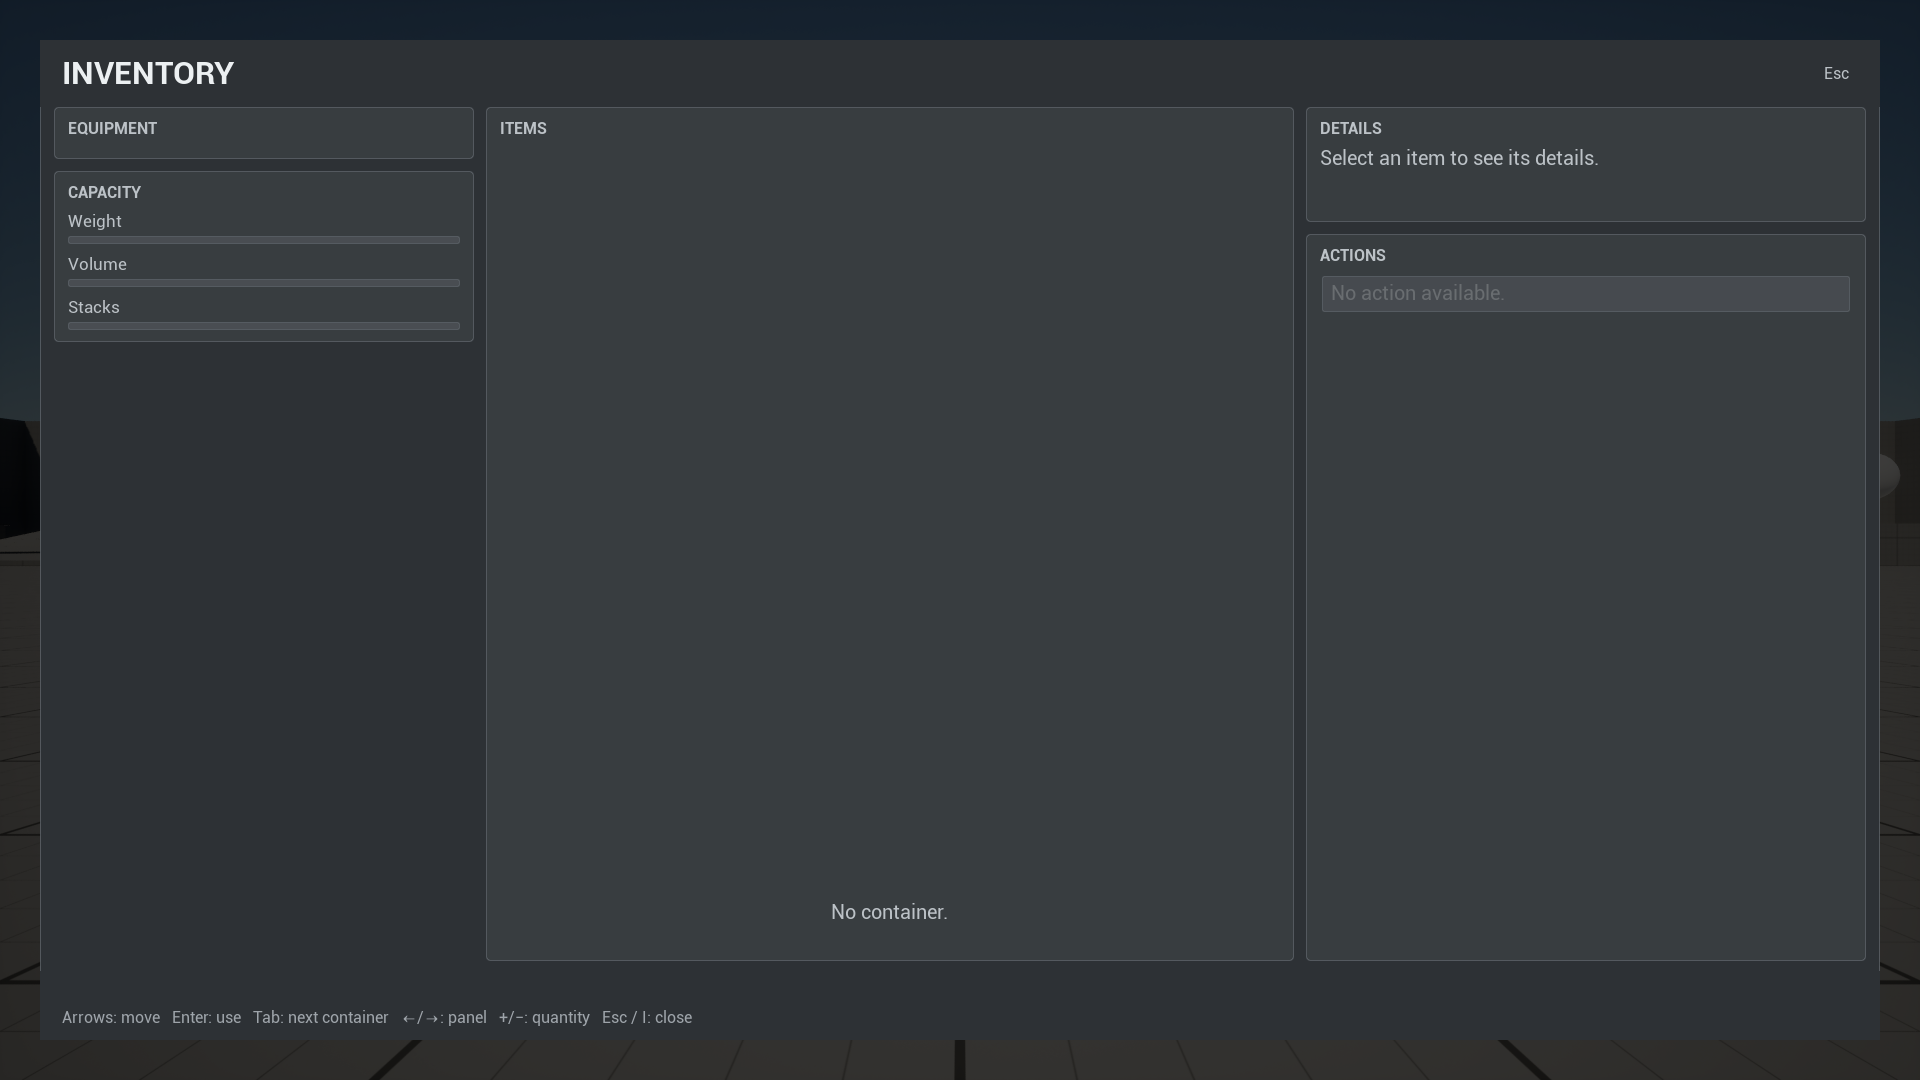 INVENTORY
Esc
EQUIPMENT
CAPACITY
Weight
Volume
Stacks
ITEMS
No container.
DETAILS
Select an item to see its details.
ACTIONS
No action available.
Arrows: move   Enter: use   Tab: next container   ←/→: panel   +/−: quantity   Esc / I: close